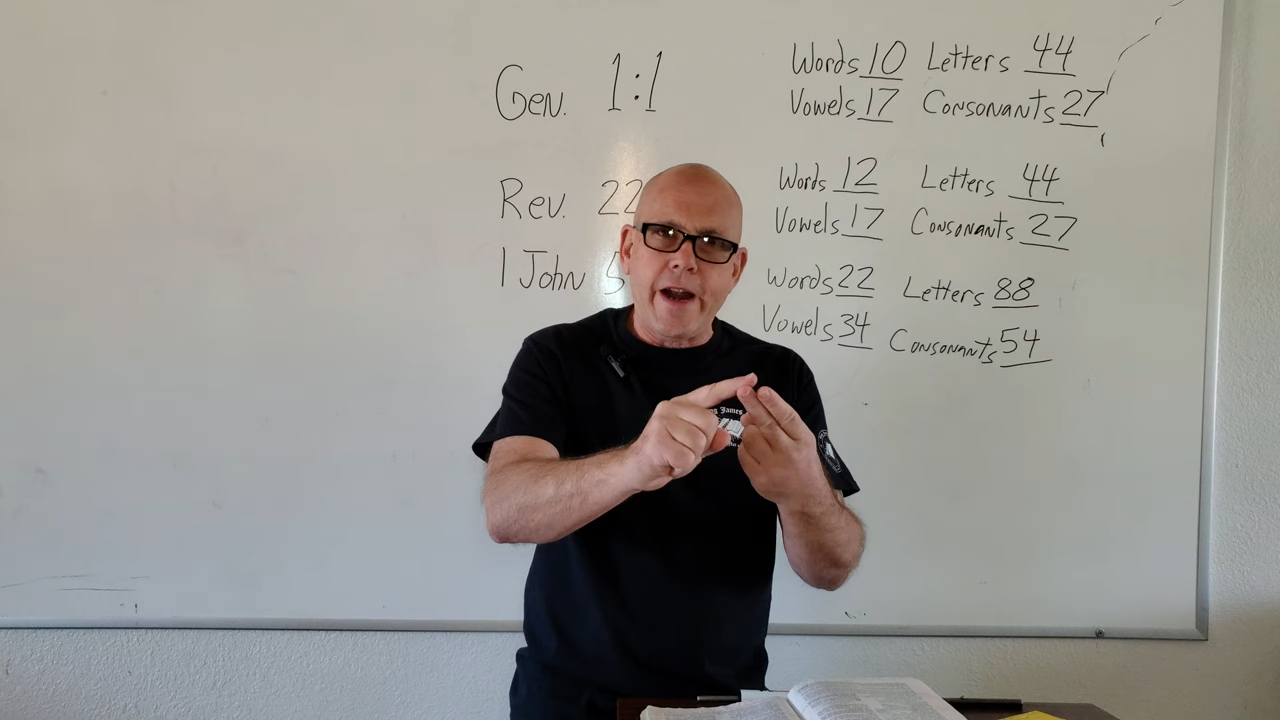 Gen. 1:1 Words 10 Letters 44
Vowels 17 Consonants 27
Rev. 22 Words 12 Letters 44
Vowels 17 Consonants 27
1 John 5 Words 22 Letters 88
Vowels 34 Consonants 54
James